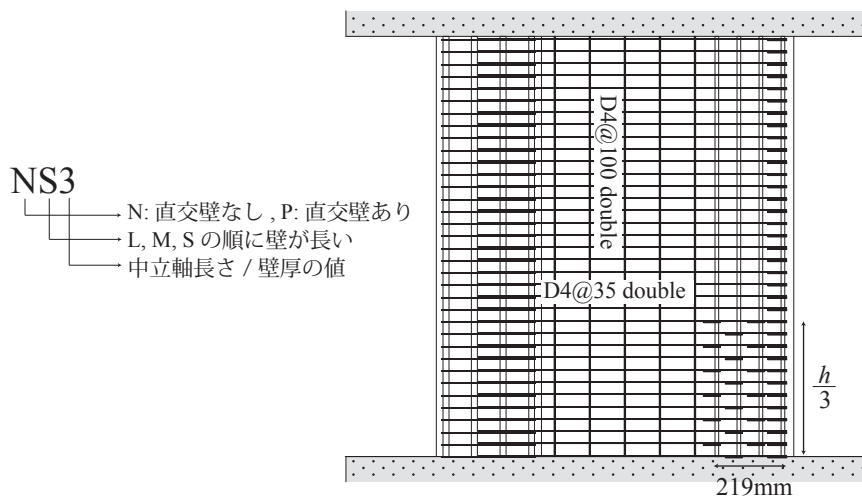 NS3
N: 直交壁なし , P: 直交壁あり
L, M, S の順に壁が長い
中立軸長さ / 壁厚の値
D4@100 double
D4@35 double
h
3
219mm